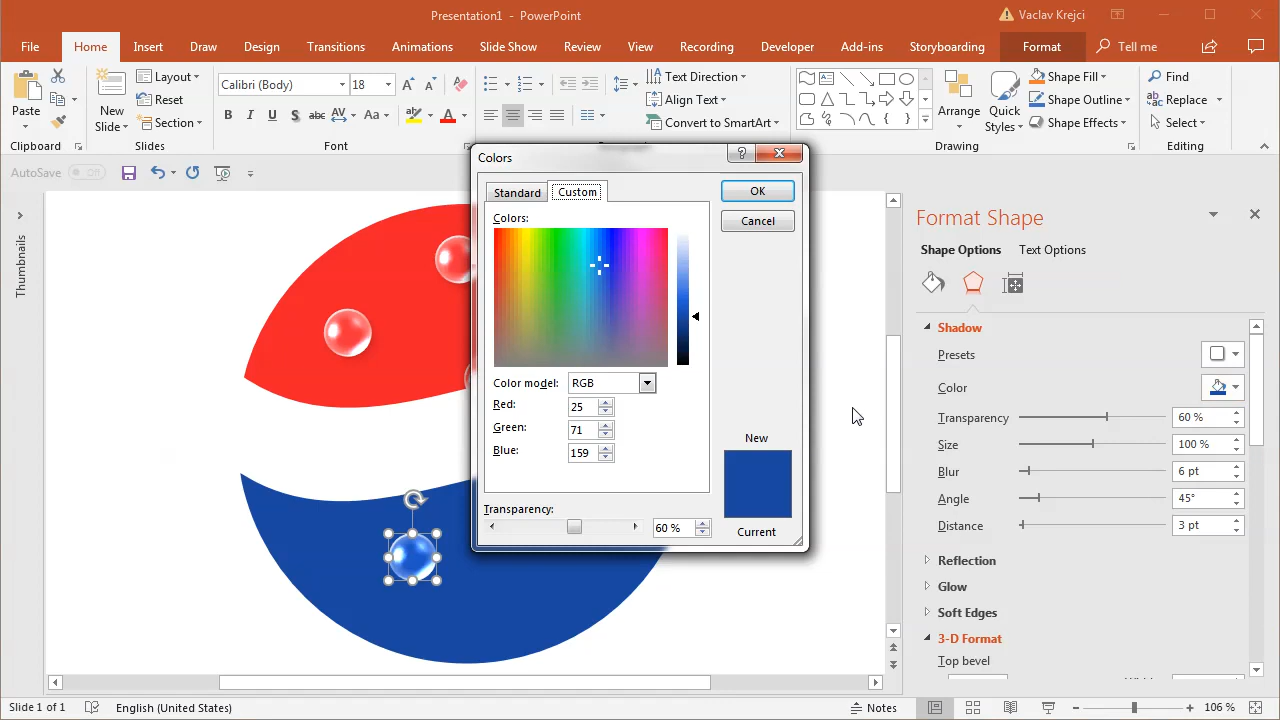 Presentation1 - PowerPoint
Vaclav Krejci
File Home Insert Draw Design Transitions Animations Slide Show Review View Recording Developer Add-ins Storyboarding Format Tell me
Paste
New
Slide
Layout
Reset
Section
Calibri (Body) 18
B I U S abc AV Aa A
Text Direction
Align Text
Convert to SmartArt
Arrange
Quick
Styles
Shape Fill
Shape Outline
Shape Effects
Find
Replace
Select
Clipboard Slides Font Drawing Editing
AutoSave Off
Thumbnails
Colors
Standard Custom
OK
Cancel
Colors:
Color model: RGB
Red: 25
Green: 71
Blue: 159
New
Current
Transparency: 60 %
Format Shape
Shape Options Text Options
Shadow
Presets
Color
Transparency 60 %
Size 100 %
Blur 6 pt
Angle 45°
Distance 3 pt
Reflection
Glow
Soft Edges
3-D Format
Top bevel
Slide 1 of 1 English (United States) Notes 106 %